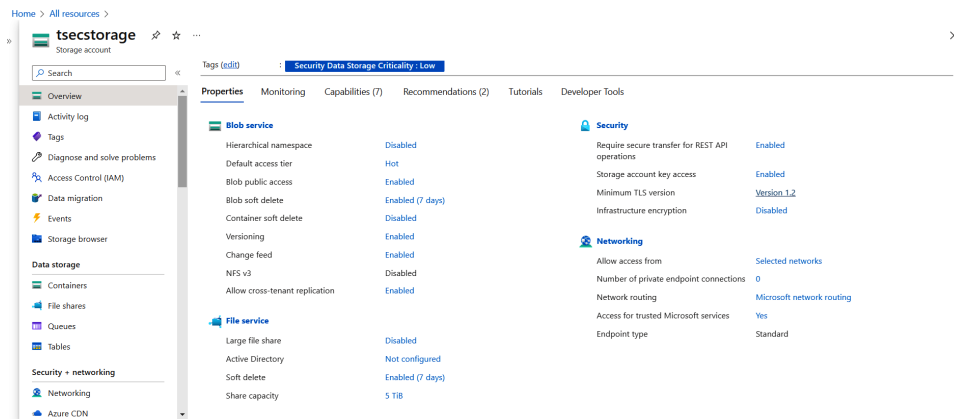 Home > All resources >
tsecstorage
Storage account
Search
Overview
Activity log
Tags
Diagnose and solve problems
Access Control (IAM)
Data migration
Events
Storage browser
Data storage
Containers
File shares
Queues
Tables
Security + networking
Networking
Azure CDN
Tags (edit) : Security Data Storage Criticality : Low
Properties Monitoring Capabilities (7) Recommendations (2) Tutorials Developer Tools
Blob service
Hierarchical namespace Disabled
Default access tier Hot
Blob public access Enabled
Blob soft delete Enabled (7 days)
Container soft delete Disabled
Versioning Enabled
Change feed Enabled
NFS v3 Disabled
Allow cross-tenant replication Enabled
File service
Large file share Disabled
Active Directory Not configured
Soft delete Enabled (7 days)
Share capacity 5 TiB
Security
Require secure transfer for REST API Enabled
operations
Storage account key access Enabled
Minimum TLS version Version 1.2
Infrastructure encryption Disabled
Networking
Allow access from Selected networks
Number of private endpoint connections 0
Network routing Microsoft network routing
Access for trusted Microsoft services Yes
Endpoint type Standard